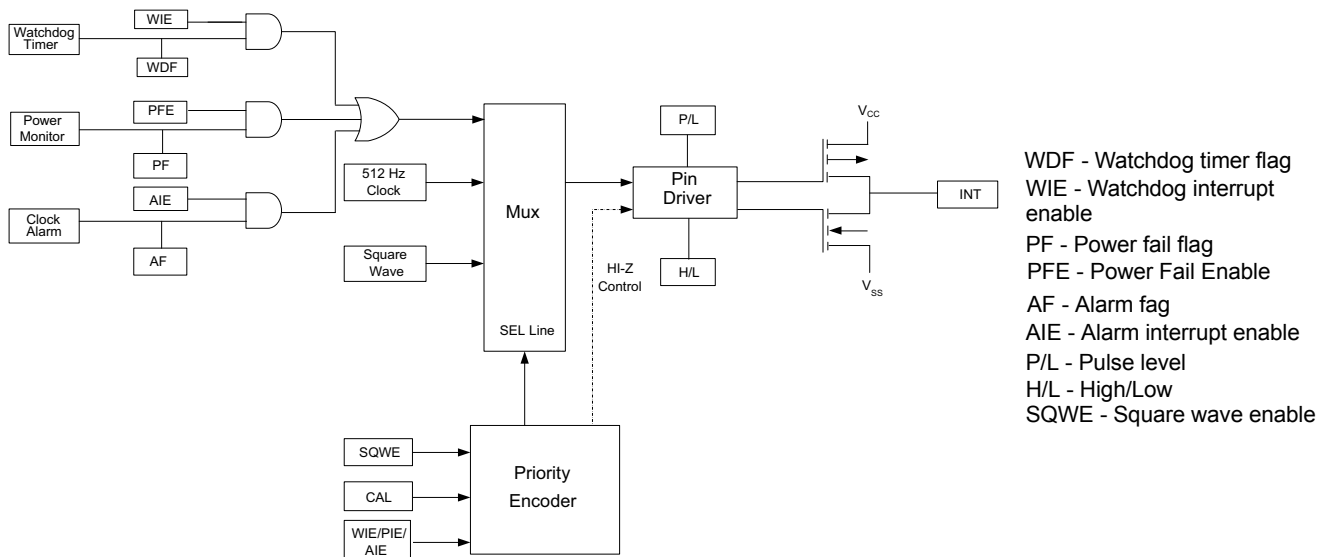 WIE
Watchdog
Timer
WDF
PFE
Power
Monitor
PF
AIE
Clock
Alarm
AF
512 Hz
Clock
Square
Wave
Mux
SEL Line
P/L
Pin
Driver
H/L
HI-Z
Control
VCC
INT
VSS
SQWE
CAL
WIE/PIE/
AIE
Priority
Encoder
WDF - Watchdog timer flag
WIE - Watchdog interrupt
enable
PF - Power fail flag
PFE - Power Fail Enable
AF - Alarm fag
AIE - Alarm interrupt enable
P/L - Pulse level
H/L - High/Low
SQWE - Square wave enable